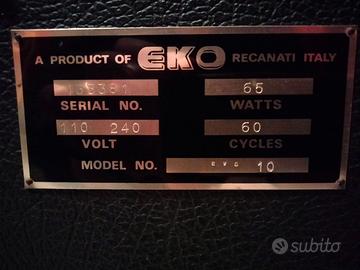 A PRODUCT OF EKO RECANATI ITALY
65
SERIAL NO. WATTS
110 240 60
VOLT CYCLES
MODEL NO. 10
subito